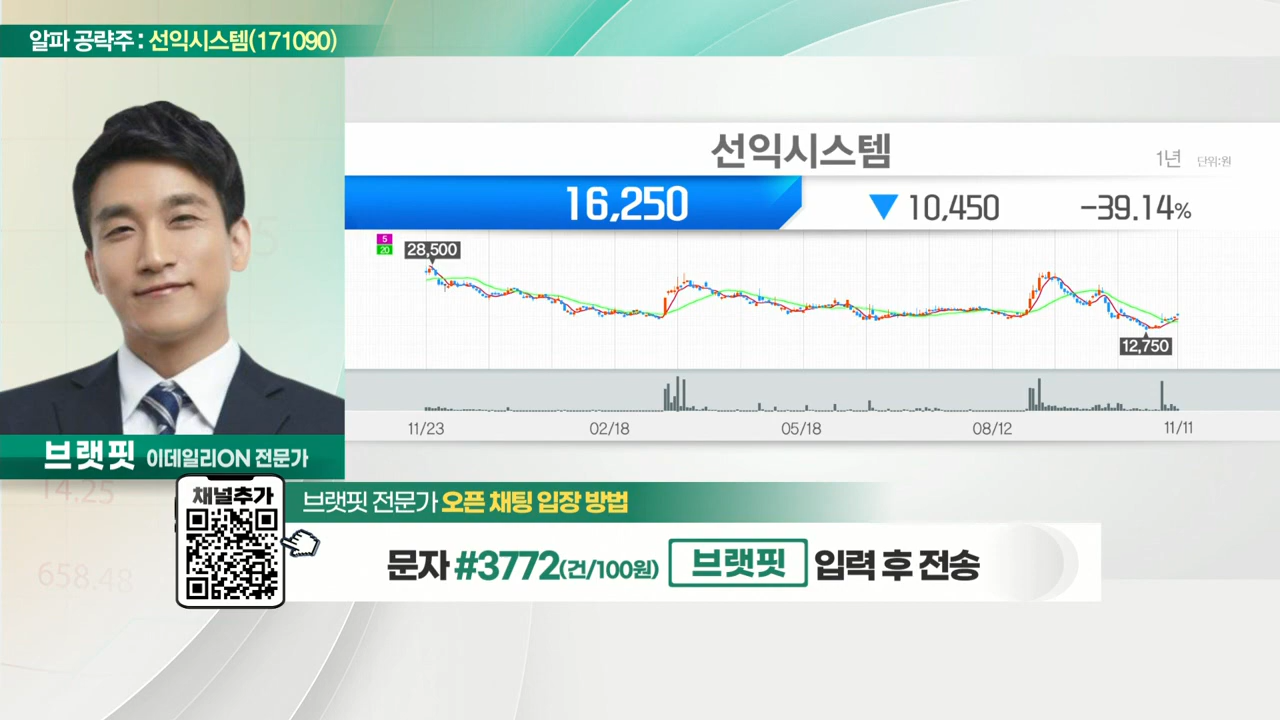 알파 공략주 : 선익시스템(171090)
선익시스템
1년 단위:원
16,250 ▼ 10,450 -39.14%
5
20
28,500
12,750
11/23 02/18 05/18 08/12 11/11
브랫핏 이데일리ON 전문가
14.25
658.48
채널추가
브랫핏 전문가 오픈 채팅 입장 방법
문자 #3772(건/100원) 브랫핏 입력 후 전송